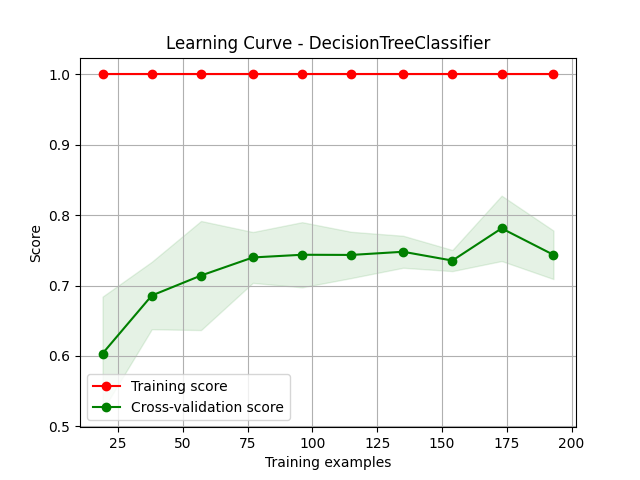 Learning Curve - DecisionTreeClassifier
1.0
0.9
0.8
0.7
0.6
0.5
Score
Training score
Cross-validation score
25 50 75 100 125 150 175 200
Training examples